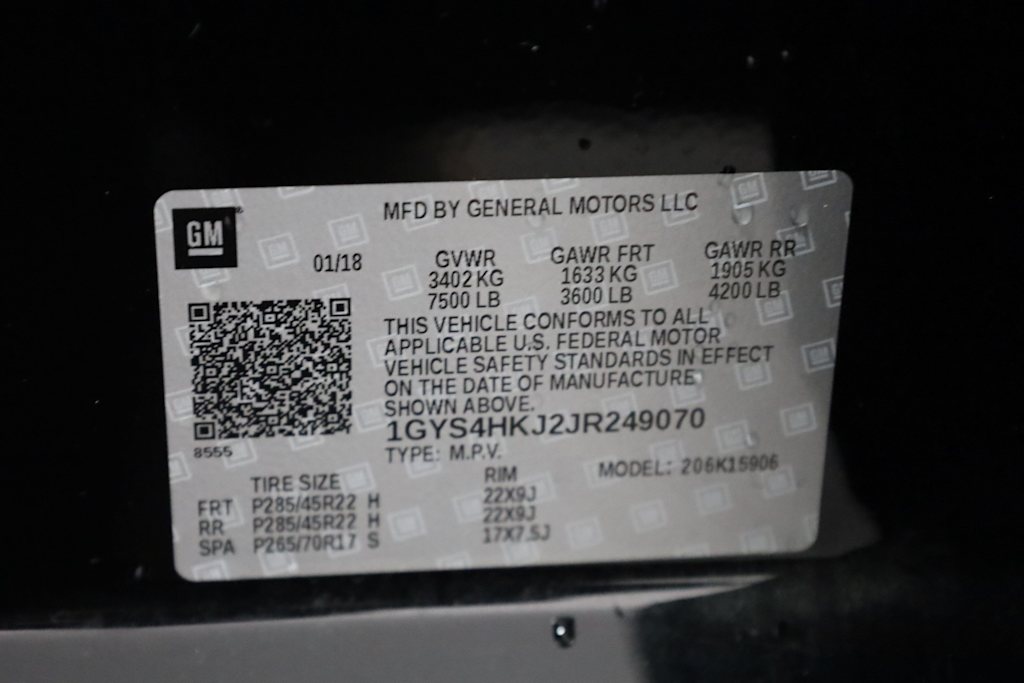 GM
MFD BY GENERAL MOTORS LLC
01/18
GVWR GAWR FRT GAWR RR
3402 KG 1633 KG 1905 KG
7500 LB 3600 LB 4200 LB
THIS VEHICLE CONFORMS TO ALL
APPLICABLE U.S. FEDERAL MOTOR
VEHICLE SAFETY STANDARDS IN EFFECT
ON THE DATE OF MANUFACTURE
SHOWN ABOVE.
1GYS4HKJ2JR249070
8555
TYPE: M.P.V. MODEL: 206K15906
TIRE SIZE RIM
FRT P285/45R22 H 22X9J
RR P285/45R22 H 22X9J
SPA P265/70R17 S 17X7.5J